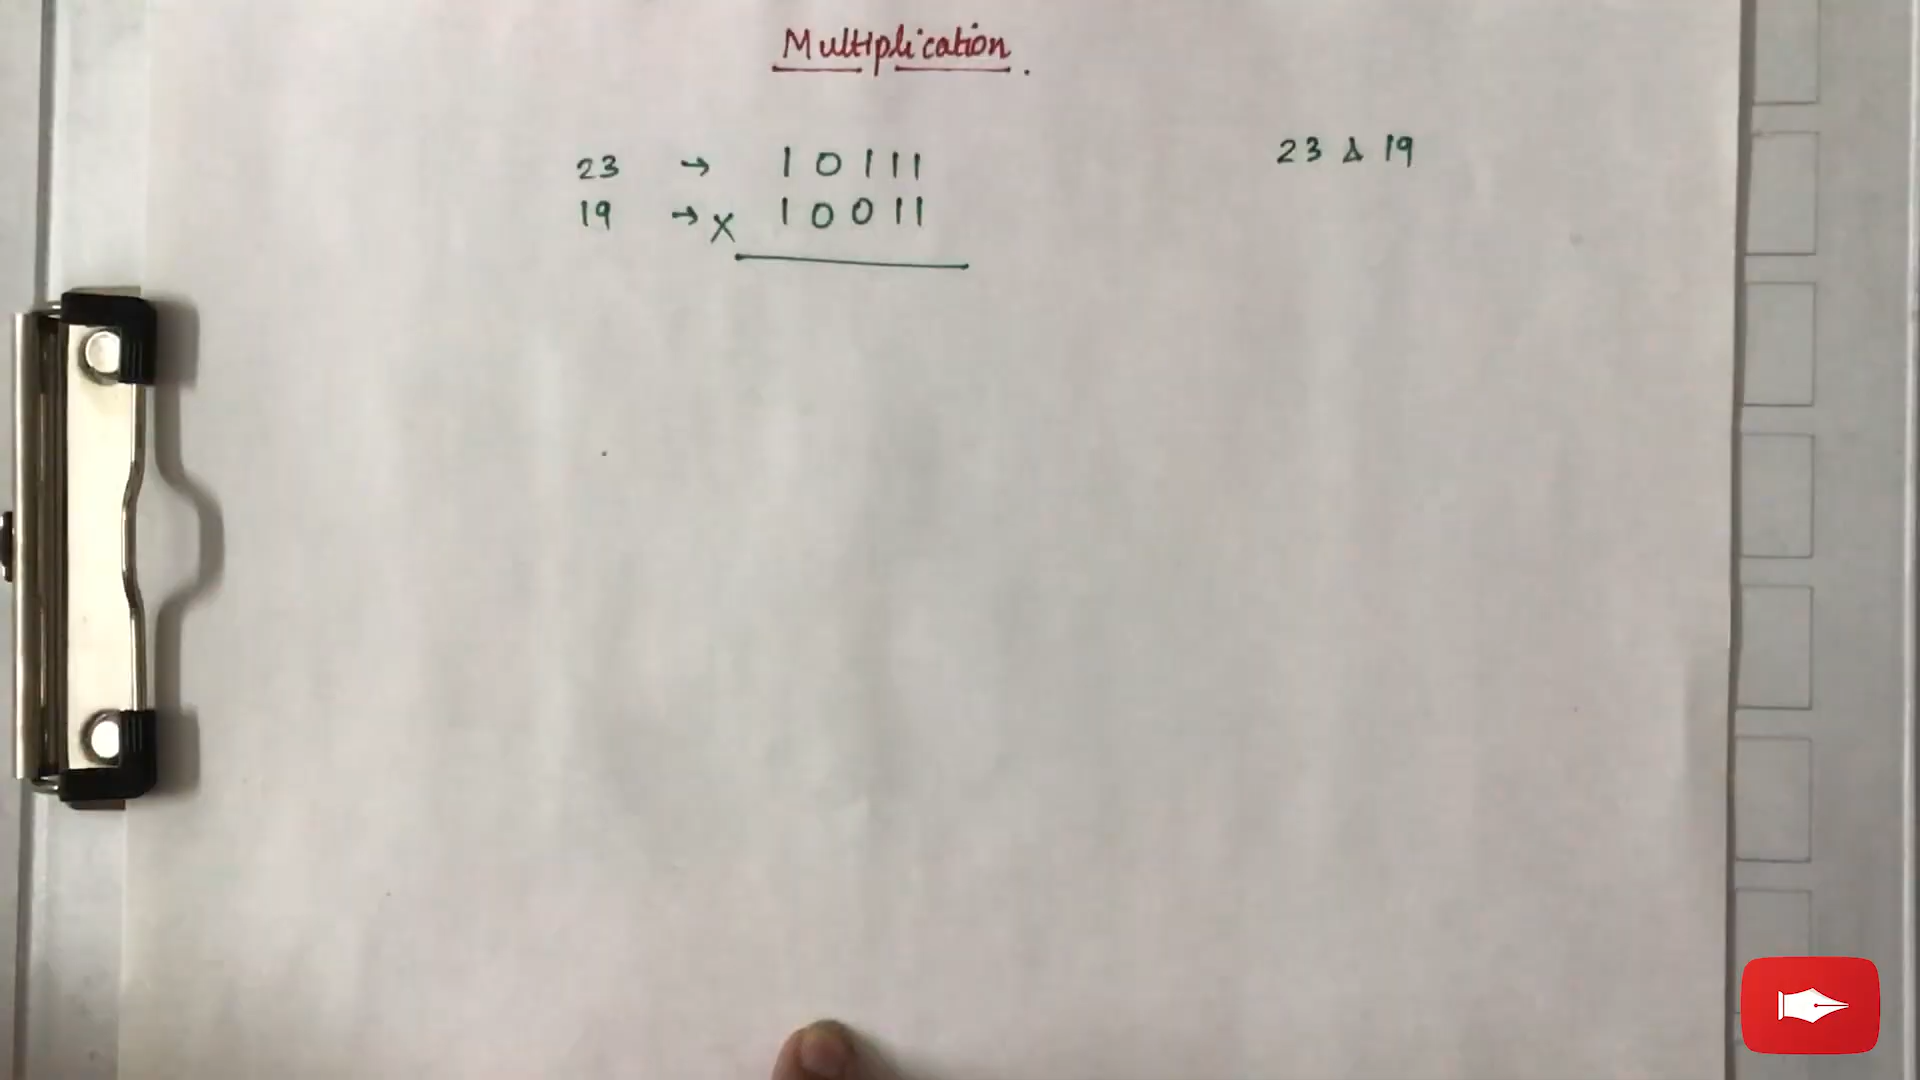 Multiplication.
23 → 10111
19 → x 10011
23 & 19